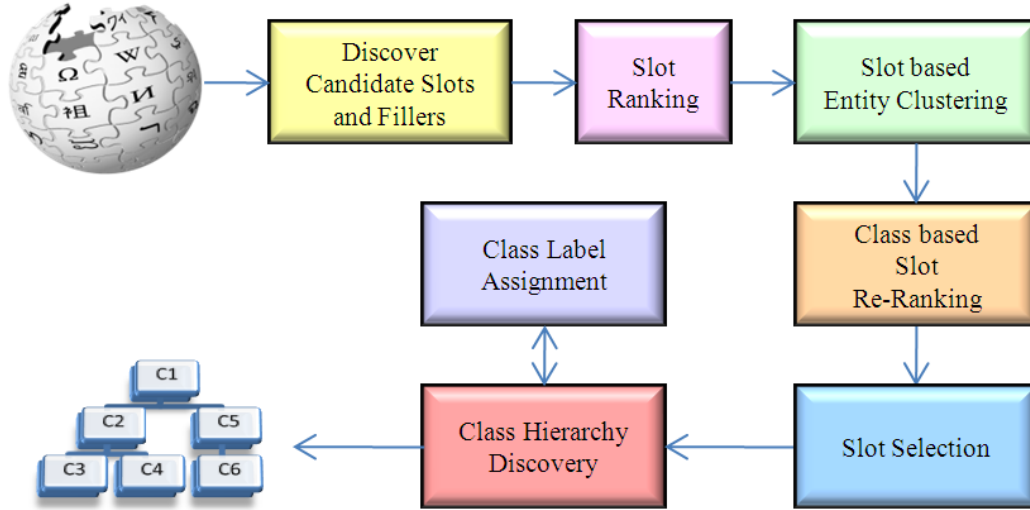 Ω
W
И
祖
Discover
Candidate Slots
and Fillers
Slot
Ranking
Slot based
Entity Clustering
Class Label
Assignment
Class based
Slot
Re-Ranking
C1
C2
C5
C3
C4
C6
Class Hierarchy
Discovery
Slot Selection